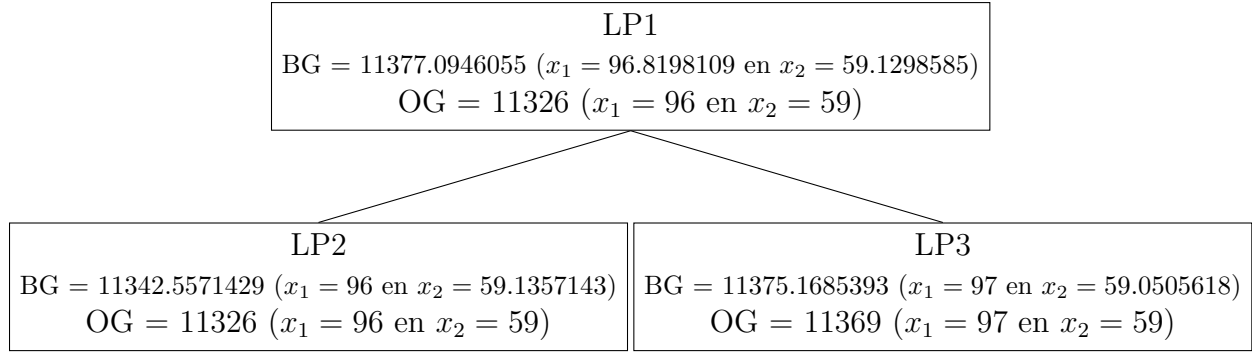 LP1
BG = 11377.0946055 (x₁ = 96.8198109 en x₂ = 59.1298585)
OG = 11326 (x₁ = 96 en x₂ = 59)
LP2
BG = 11342.5571429 (x₁ = 96 en x₂ = 59.1357143)
OG = 11326 (x₁ = 96 en x₂ = 59)
LP3
BG = 11375.1685393 (x₁ = 97 en x₂ = 59.0505618)
OG = 11369 (x₁ = 97 en x₂ = 59)